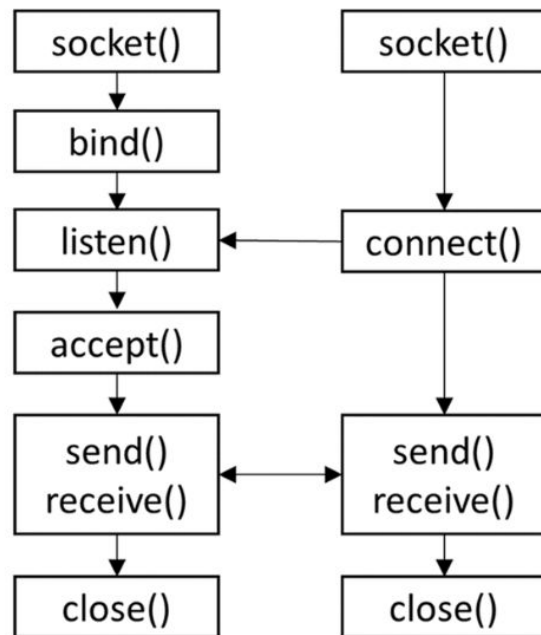 socket()
bind()
listen()
accept()
send()
receive()
close()
socket()
connect()
send()
receive()
close()